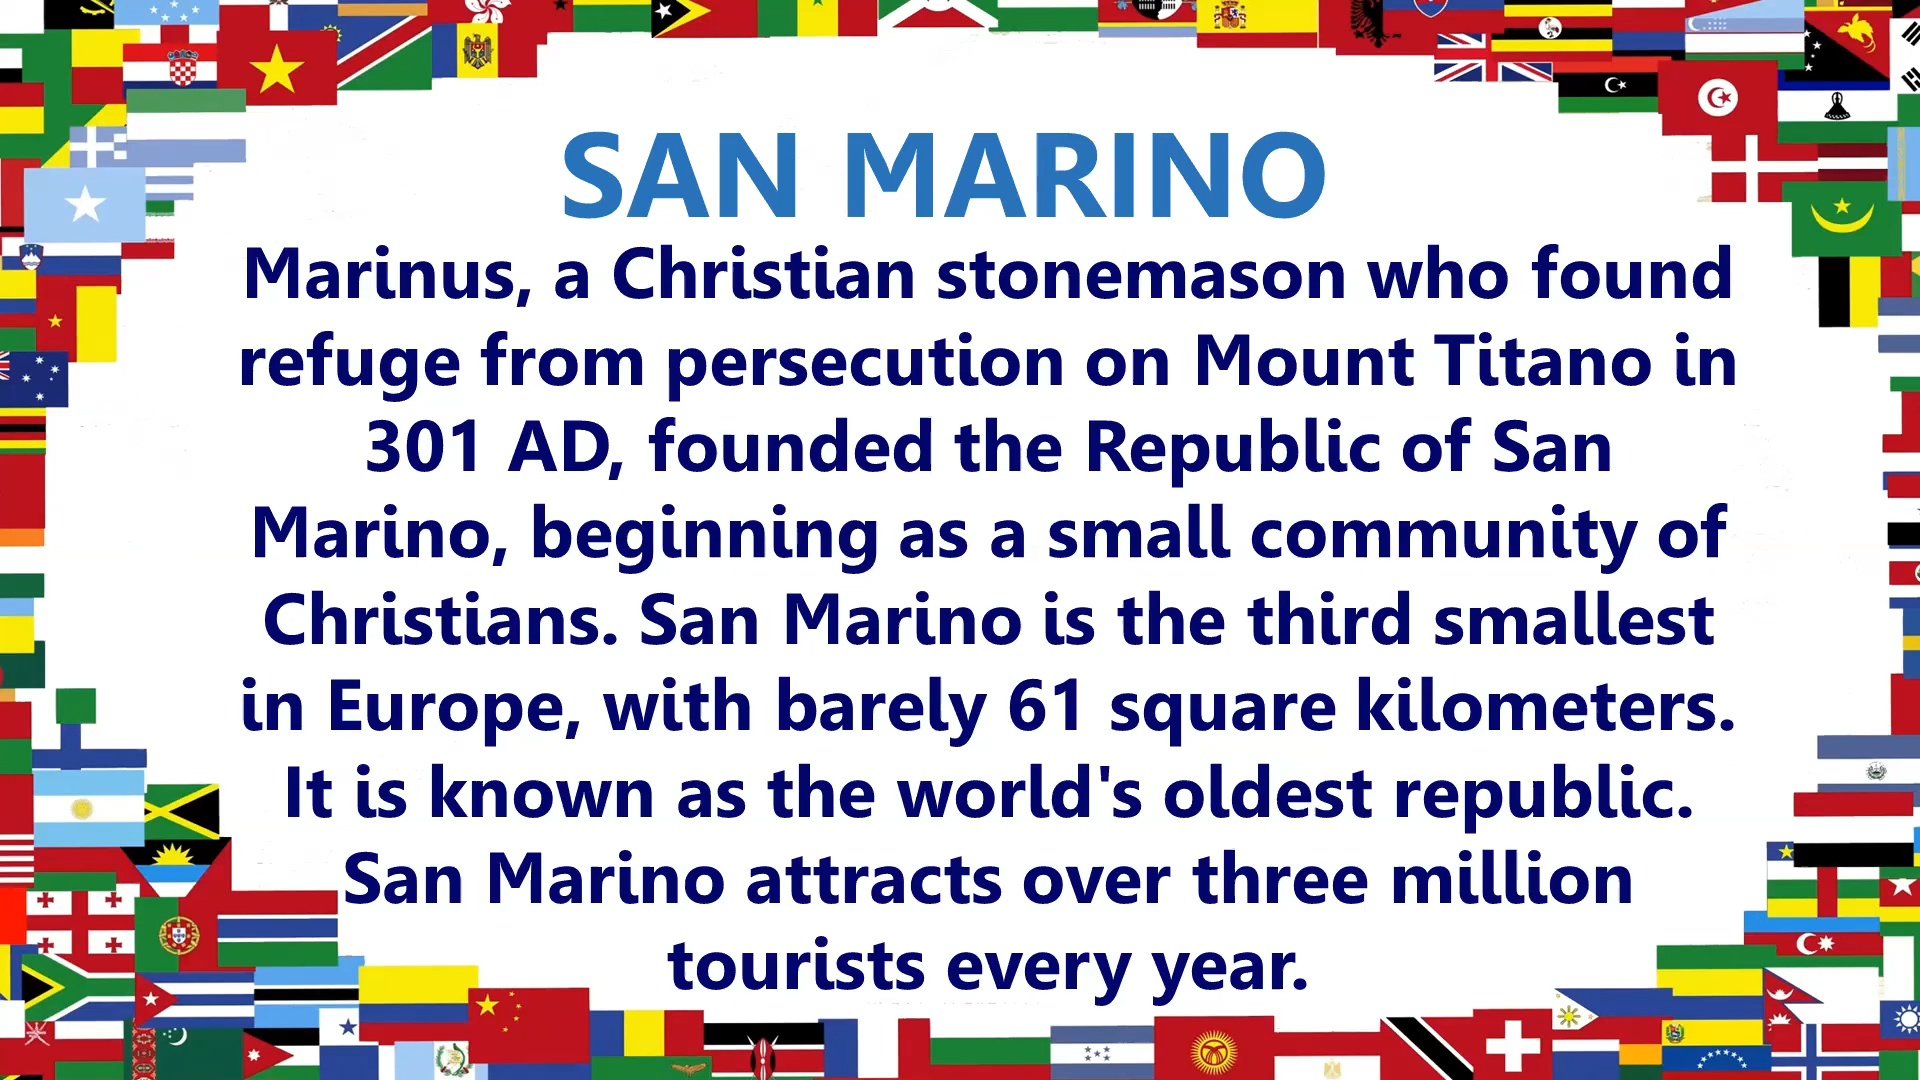 SAN MARINO
Marinus, a Christian stonemason who found
refuge from persecution on Mount Titano in
301 AD, founded the Republic of San
Marino, beginning as a small community of
Christians. San Marino is the third smallest
in Europe, with barely 61 square kilometers.
It is known as the world's oldest republic.
San Marino attracts over three million
tourists every year.